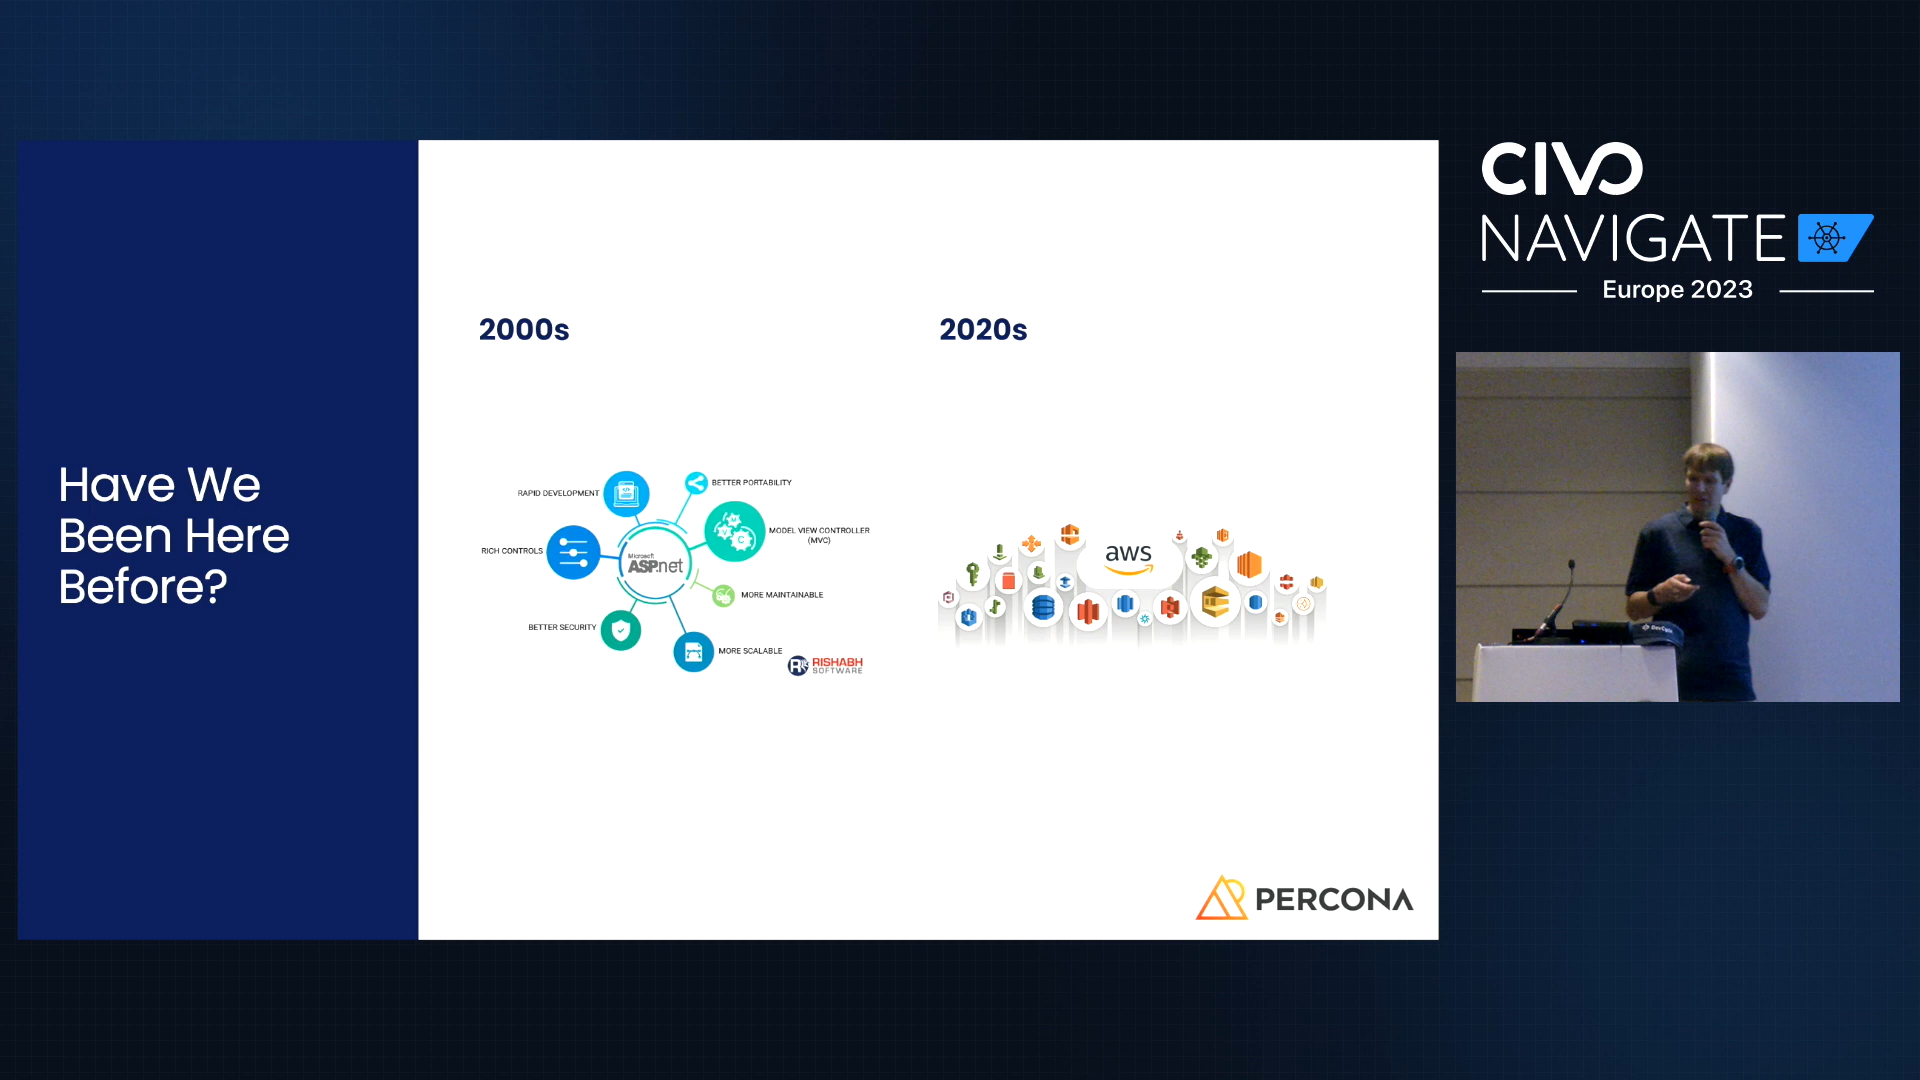 Have We
Been Here
Before?
2000s
RAPID DEVELOPMENT
BETTER PORTABILITY
MODEL VIEW CONTROLLER
(MVC)
M
V
C
RICH CONTROLS
Microsoft
ASP.net
MORE MAINTAINABLE
BETTER SECURITY
MORE SCALABLE
RISHABH
SOFTWARE
2020s
aws
PERCONA
CIVO
NAVIGATE
Europe 2023
DevCon